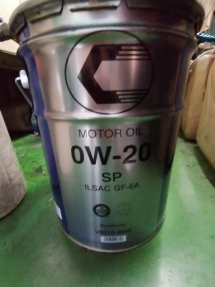 MOTOR OIL
0W-20
SP
ILSAC GF-6A